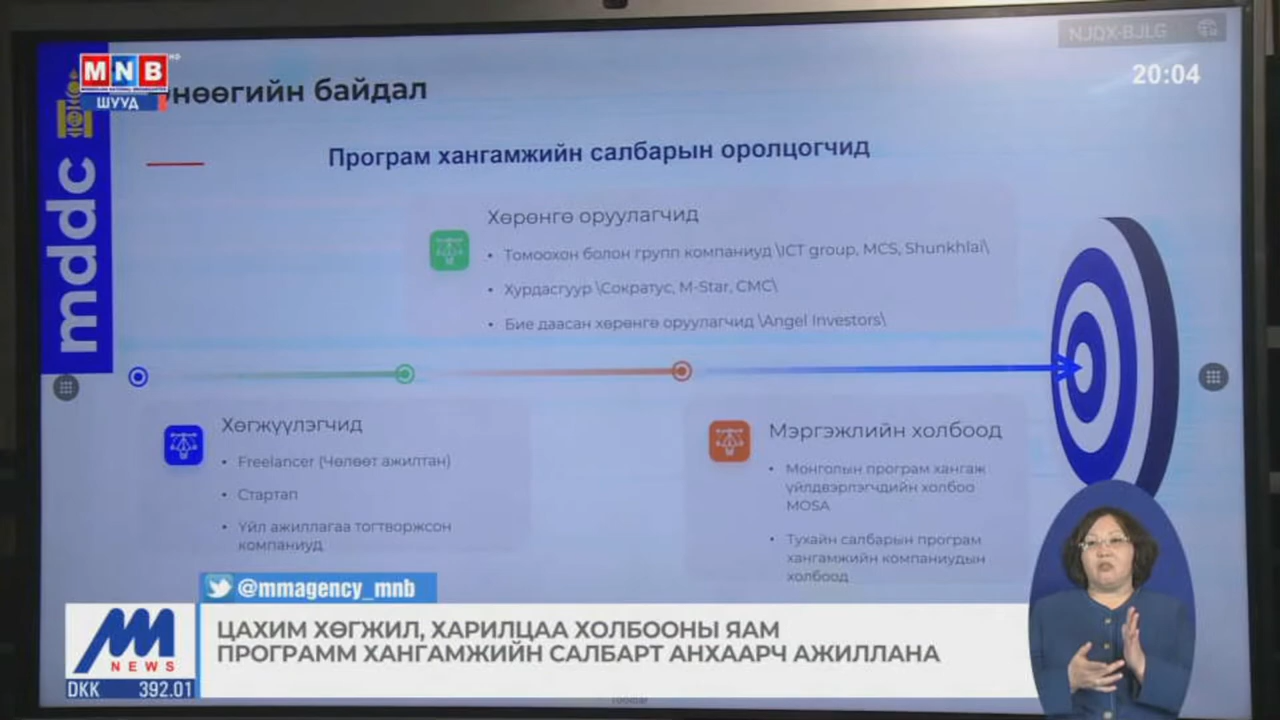 NJQX-BJLG
MNB HD
ШУУД
20:04
mddc
нөөгийн байдал
Програм хангамжийн салбарын оролцогчид
Хөрөнгө оруулагчид
• Томоохон болон групп компаниуд \ICT group, MCS, Shunkhlai\
• Хурдасгуур \Сократус, M-Star, CMC\
• Бие даасан хөрөнгө оруулагчид \Angel Investors\
Хөгжүүлэгчид
• Freelancer (Чөлөөт ажилтан)
• Стартап
• Үйл ажиллагаа тогтворжсон
компаниуд
Мэргэжлийн холбоод
• Монголын програм хангаж
үйлдвэрлэгчдийн холбоо
MOSA
• Тухайн салбарын програм
хангамжийн компаниудын
холбоод
@mmagency_mnb
ЦАХИМ ХӨГЖИЛ, ХАРИЛЦАА ХОЛБООНЫ ЯАМ
ПРОГРАММ ХАНГАМЖИЙН САЛБАРТ АНХААРЧ АЖИЛЛАНА
NEWS
DKK 392.01